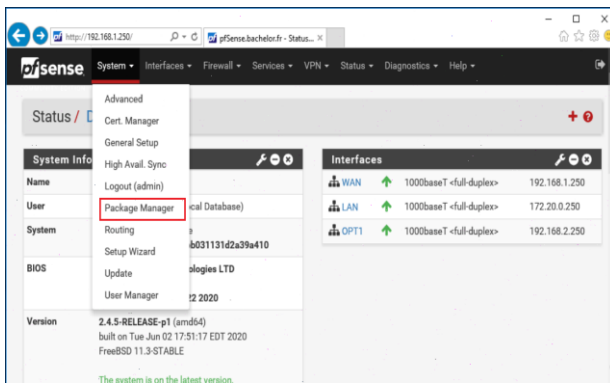 http://192.168.1.250/
pfSense.bachelor.fr - Status...
pfsense
System Interfaces Firewall Services VPN Status Diagnostics Help
Status /
Advanced
Cert. Manager
General Setup
High Avail. Sync
Logout (admin)
Package Manager
Routing
Setup Wizard
Update
User Manager
System Info
Name
User cal Database)
System
b031131d2a39a410
BIOS ologies LTD
22 2020
Version 2.4.5-RELEASE-p1 (amd64)
built on Tue Jun 02 17:51:17 EDT 2020
FreeBSD 11.3-STABLE
The system is on the latest version.
Interfaces
WAN 1000baseT <full-duplex> 192.168.1.250
LAN 1000baseT <full-duplex> 172.20.0.250
OPT1 1000baseT <full-duplex> 192.168.2.250